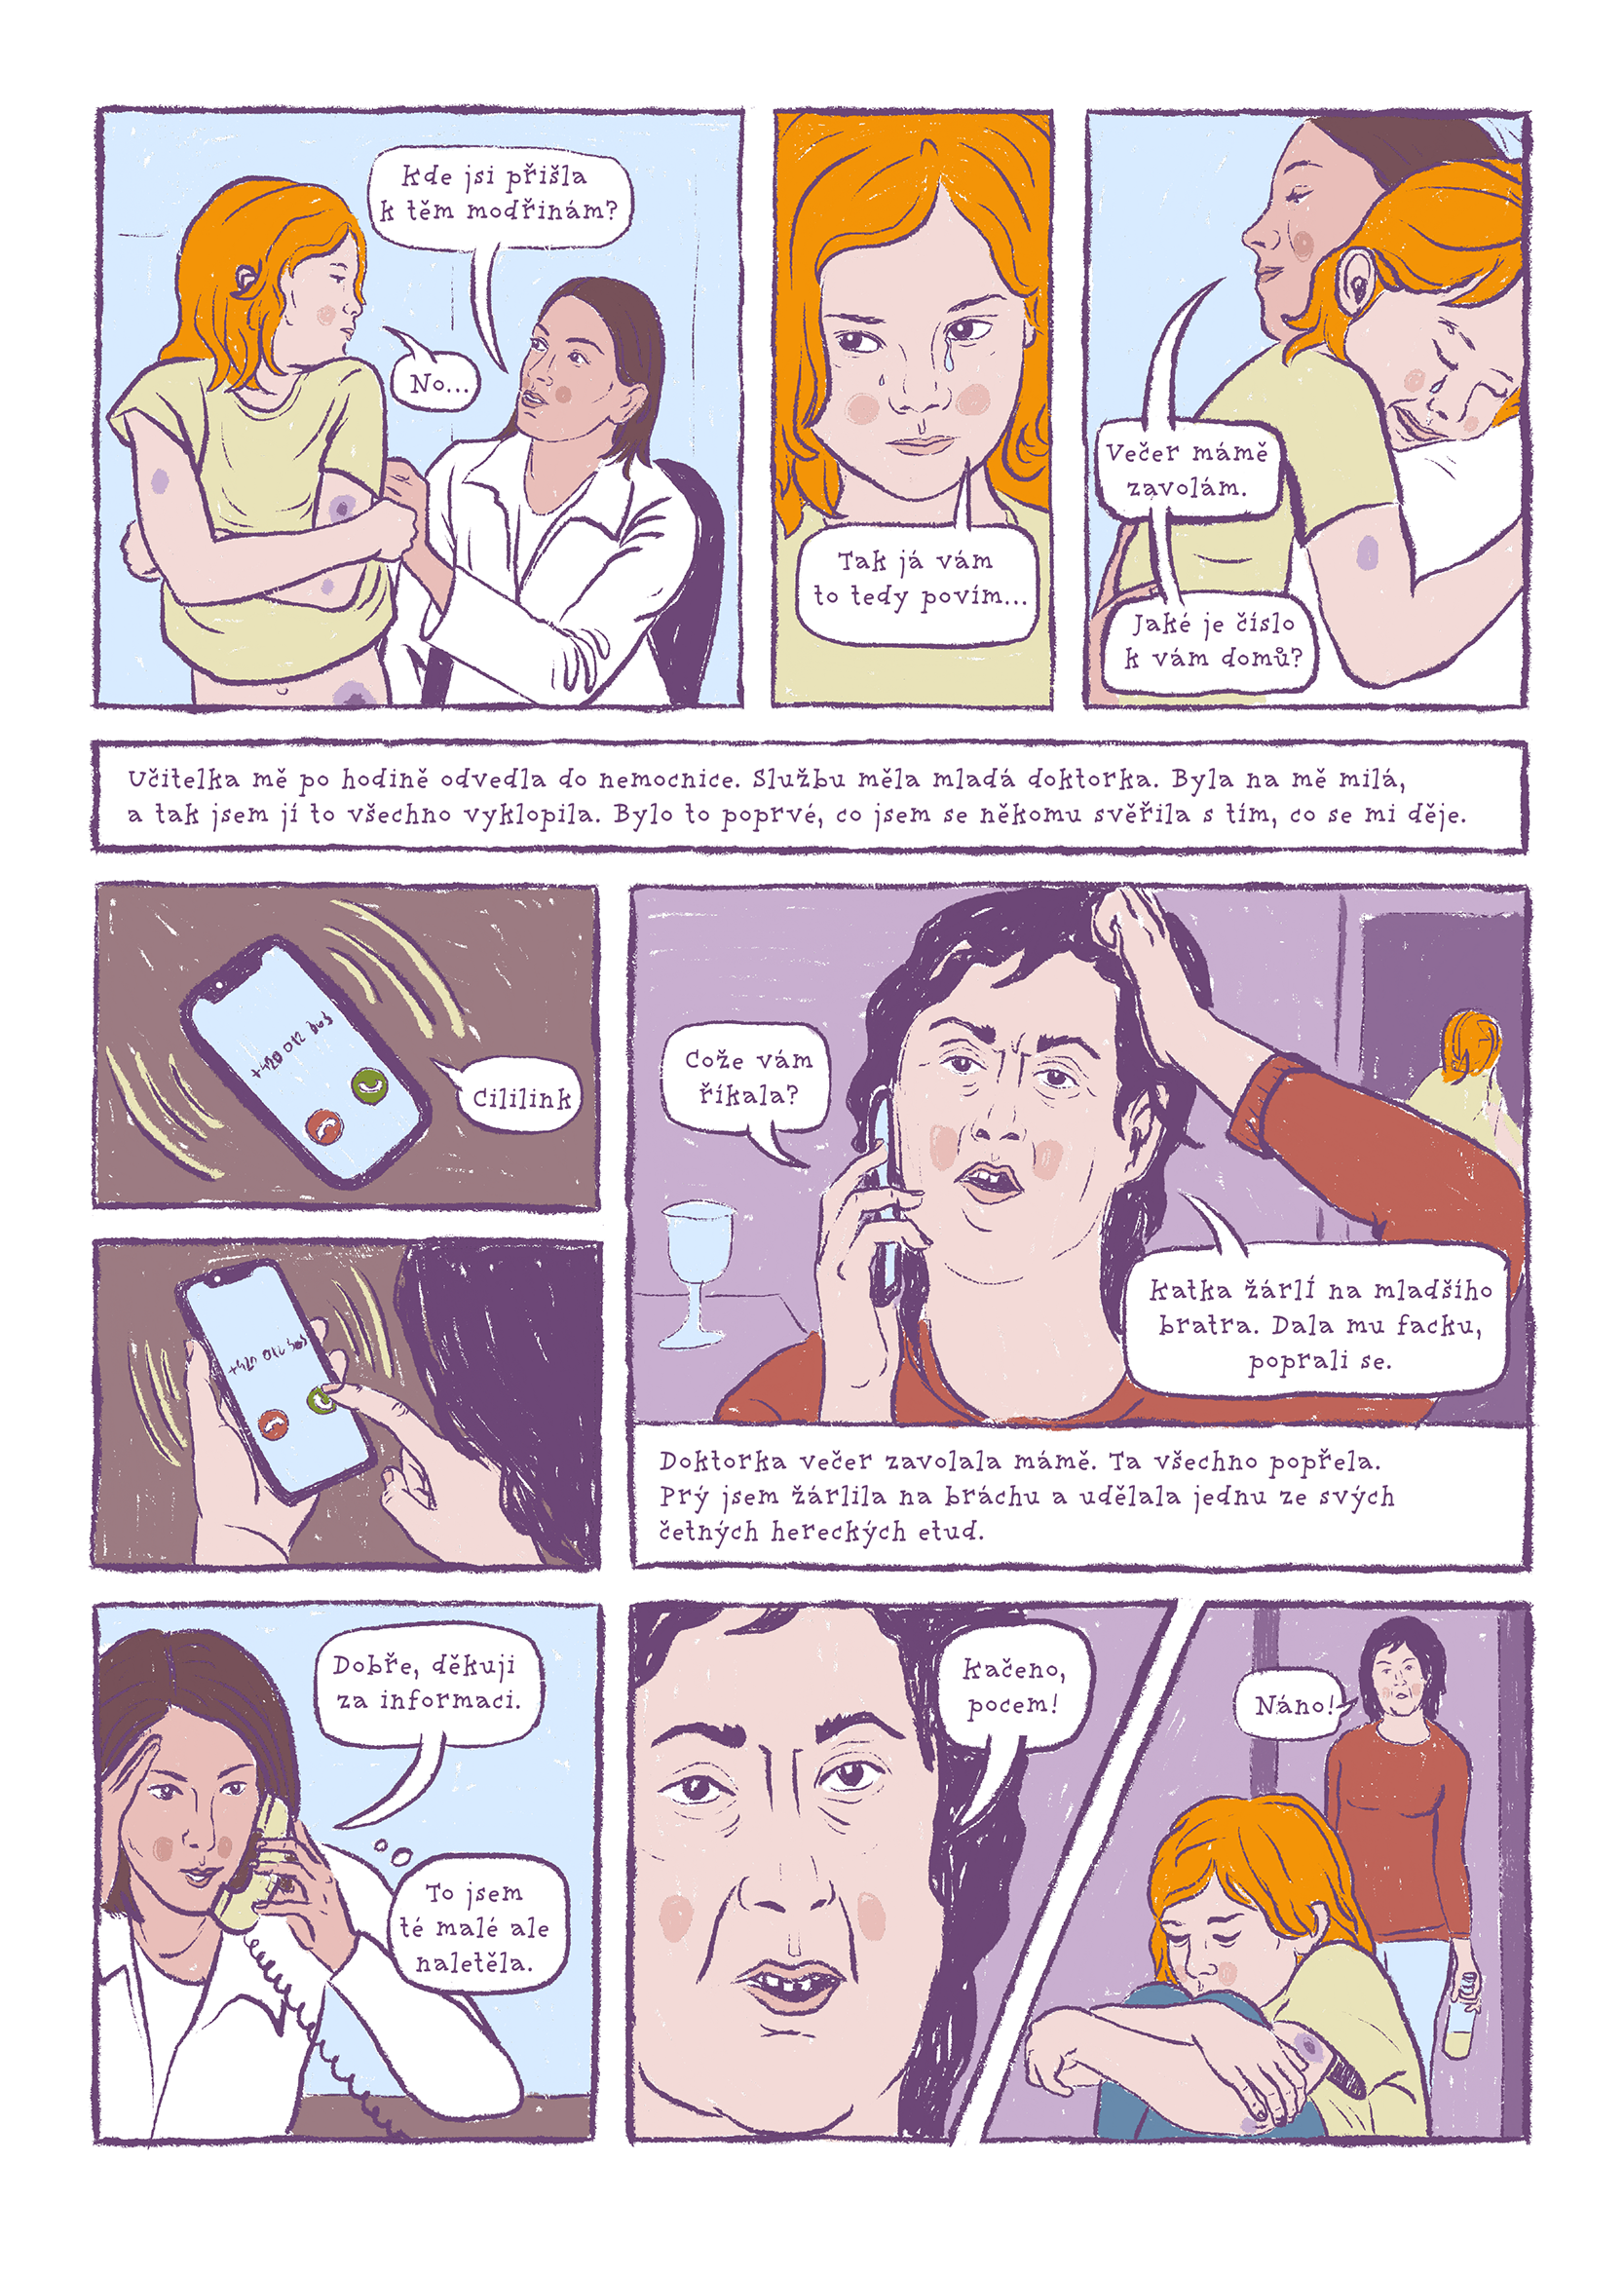 Kde jsi přišla
k těm modřinám?
No...
Tak já vám
to tedy povím...
Večer mámě
zavolám.
Jaké je číslo
k vám domů?
Učitelka mě po hodině odvedla do nemocnice. Službu měla mladá doktorka. Byla na mě milá,
a tak jsem jí to všechno vyklopila. Bylo to poprvé, co jsem se někomu svěřila s tím, co se mi děje.
+420 012
Cililink
Cože vám
říkala?
Katka žárlÍ na mladšího
bratra. Dala mu facku,
poprali se.
Doktorka večer zavolala mámě. Ta všechno popřela.
Prý jsem žárlila na bráchu a udělala jednu ze svých
četných hereckých etud.
Dobře, děkuji
za informaci.
To jsem
té malé ale
naletěla.
Kačeno,
pocem!
Náno!